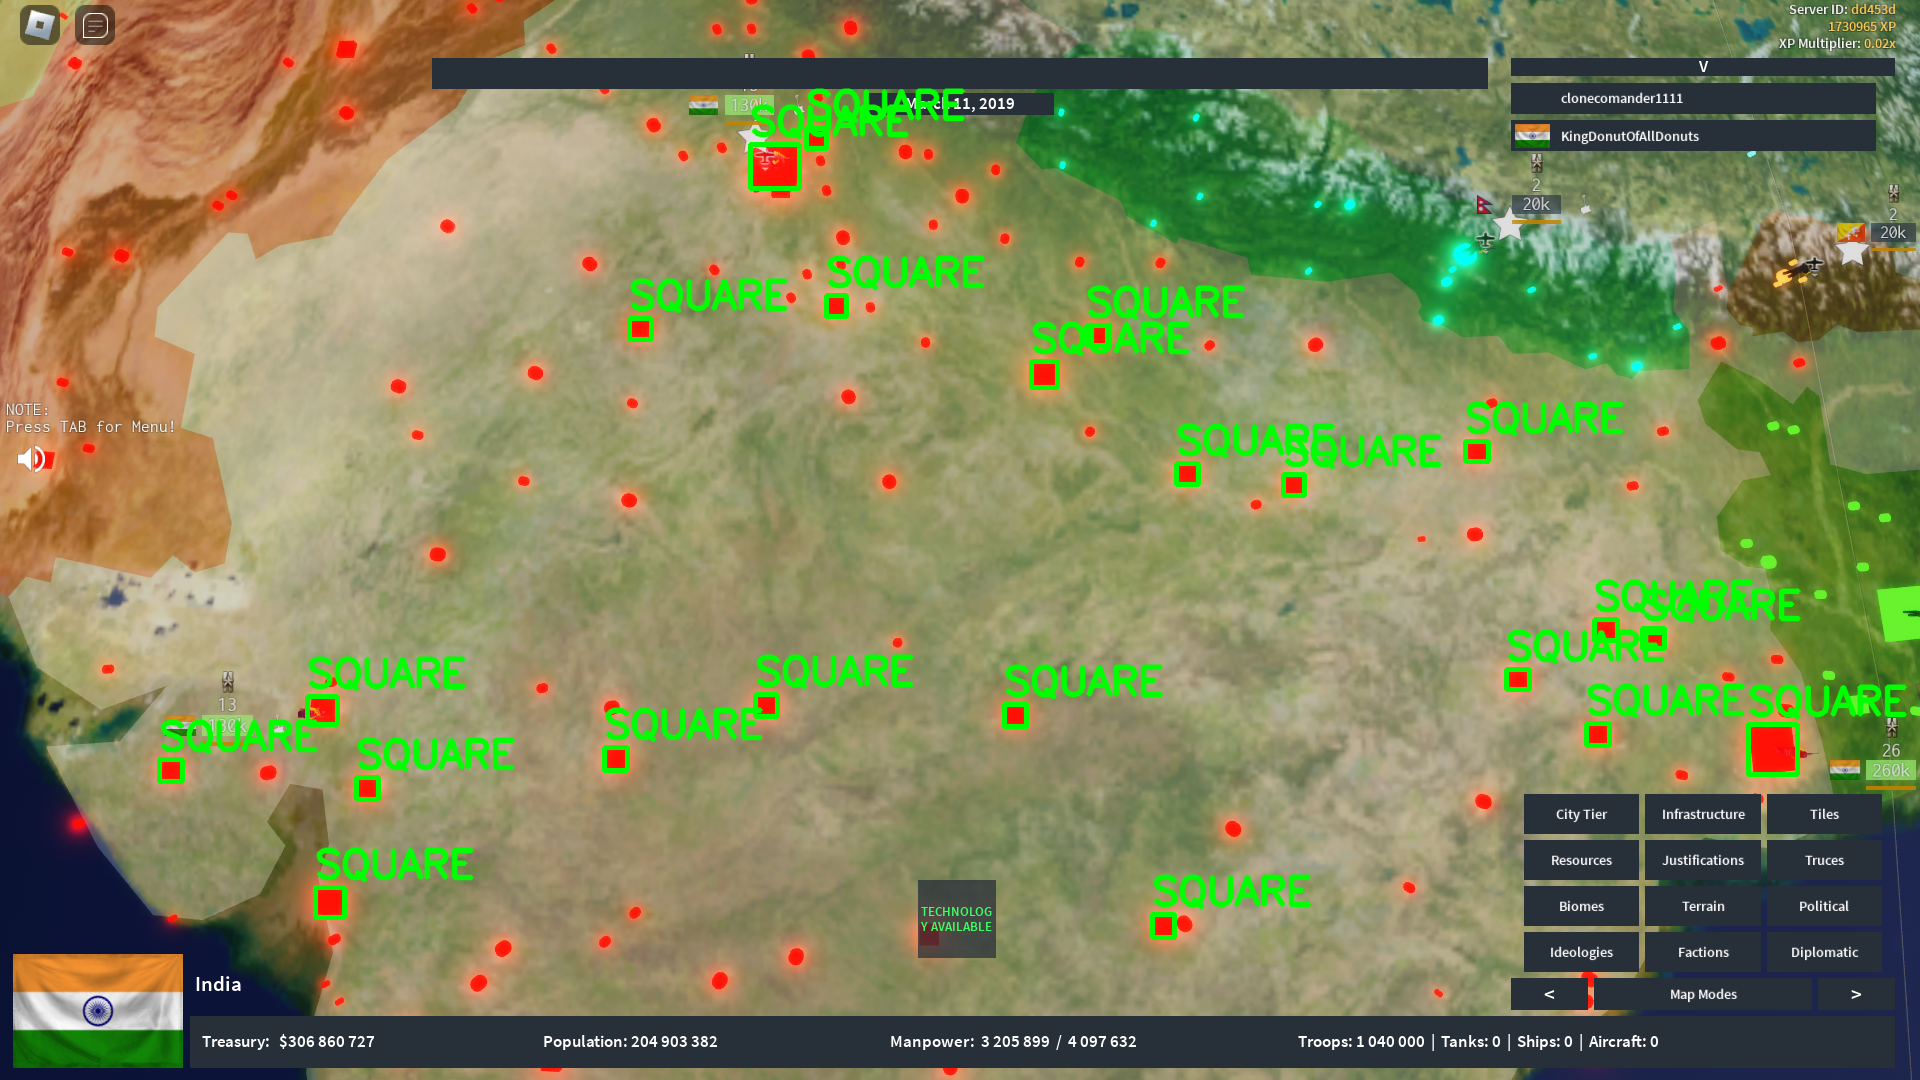 Server ID: dd453d
1730965 XP
XP Multiplier: 0.02x
V
clonecomander1111
KingDonutOfAllDonuts
130k
11, 2019
SQUARE
SQUARE
2
20k
2
20k
SQUARE
SQUARE
SQUARE
SQUARE
NOTE:
Press TAB for Menu!
SQUARE
SQUARE
SQUARE
SQUARE
SQUARE
SQUARE
SQUARE
SQUARE
SQUARE
SQUARE
SQUARE
13
130k
SQUARE
SQUARE
SQUARE
26
260k
City Tier
Infrastructure
Tiles
Resources
Justifications
Truces
SQUARE
SQUARE
Biomes
Terrain
Political
TECHNOLOG
Y AVAILABLE
Ideologies
Factions
Diplomatic
India
<
Map Modes
>
Treasury: $306 860 727
Population: 204 903 382
Manpower: 3 205 899 / 4 097 632
Troops: 1 040 000 | Tanks: 0 | Ships: 0 | Aircraft: 0